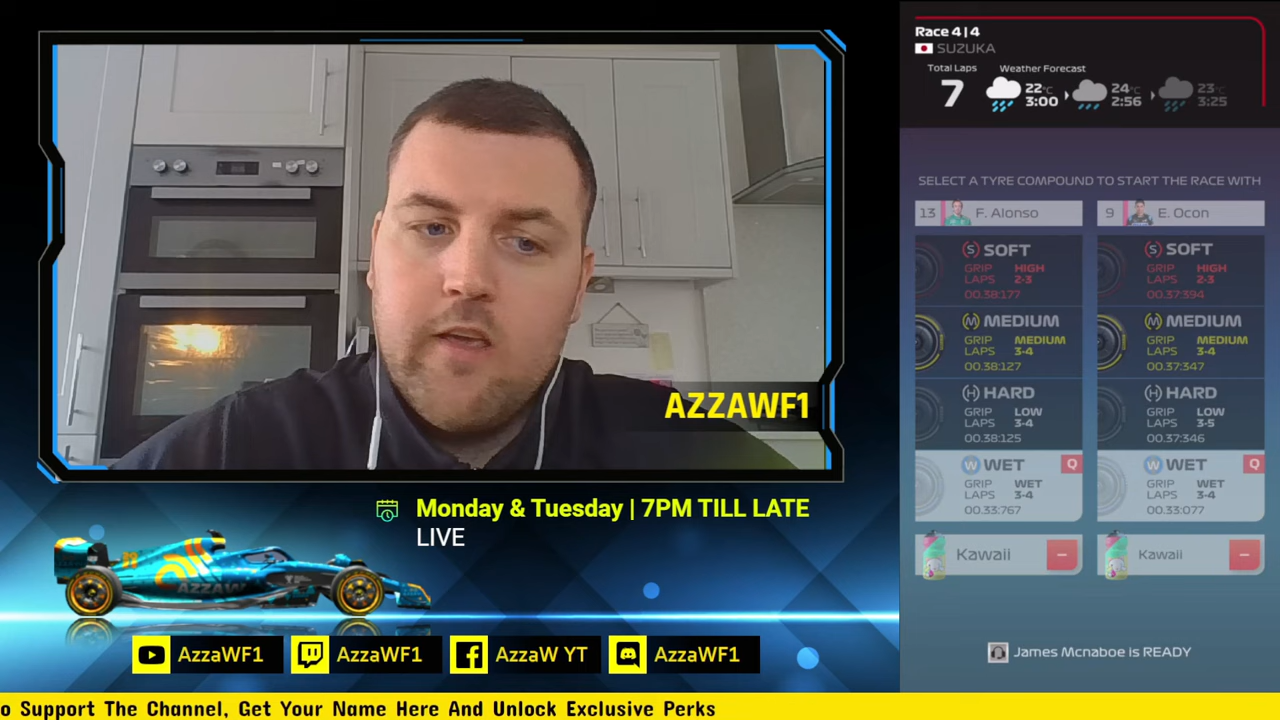 AZZAWF1
Monday & Tuesday | 7PM TILL LATE
LIVE
AZZAW
AzzaWF1
AzzaWF1
AzzaW YT
AzzaWF1
o Support The Channel, Get Your Name Here And Unlock Exclusive Perks
Race 4|4
SUZUKA
Total Laps
Weather Forecast
7
22°C
3:00
24°C
2:56
23°C
3:25
SELECT A TYRE COMPOUND TO START THE RACE WITH
13 F. Alonso
(S) SOFT
GRIP HIGH
LAPS 2-3
00.38:177
(M) MEDIUM
GRIP MEDIUM
LAPS 3-4
00.38:127
(H) HARD
GRIP LOW
LAPS 3-4
00.38:125
W WET Q
GRIP WET
LAPS 3-4
00.33:767
Kawaii
9 E. Ocon
(S) SOFT
GRIP HIGH
LAPS 2-3
00.37:394
(M) MEDIUM
GRIP MEDIUM
LAPS 3-4
00.37:347
(H) HARD
GRIP LOW
LAPS 3-5
00.37:346
W WET Q
GRIP WET
LAPS 3-4
00.33:077
Kawaii
James Mcnaboe is READY